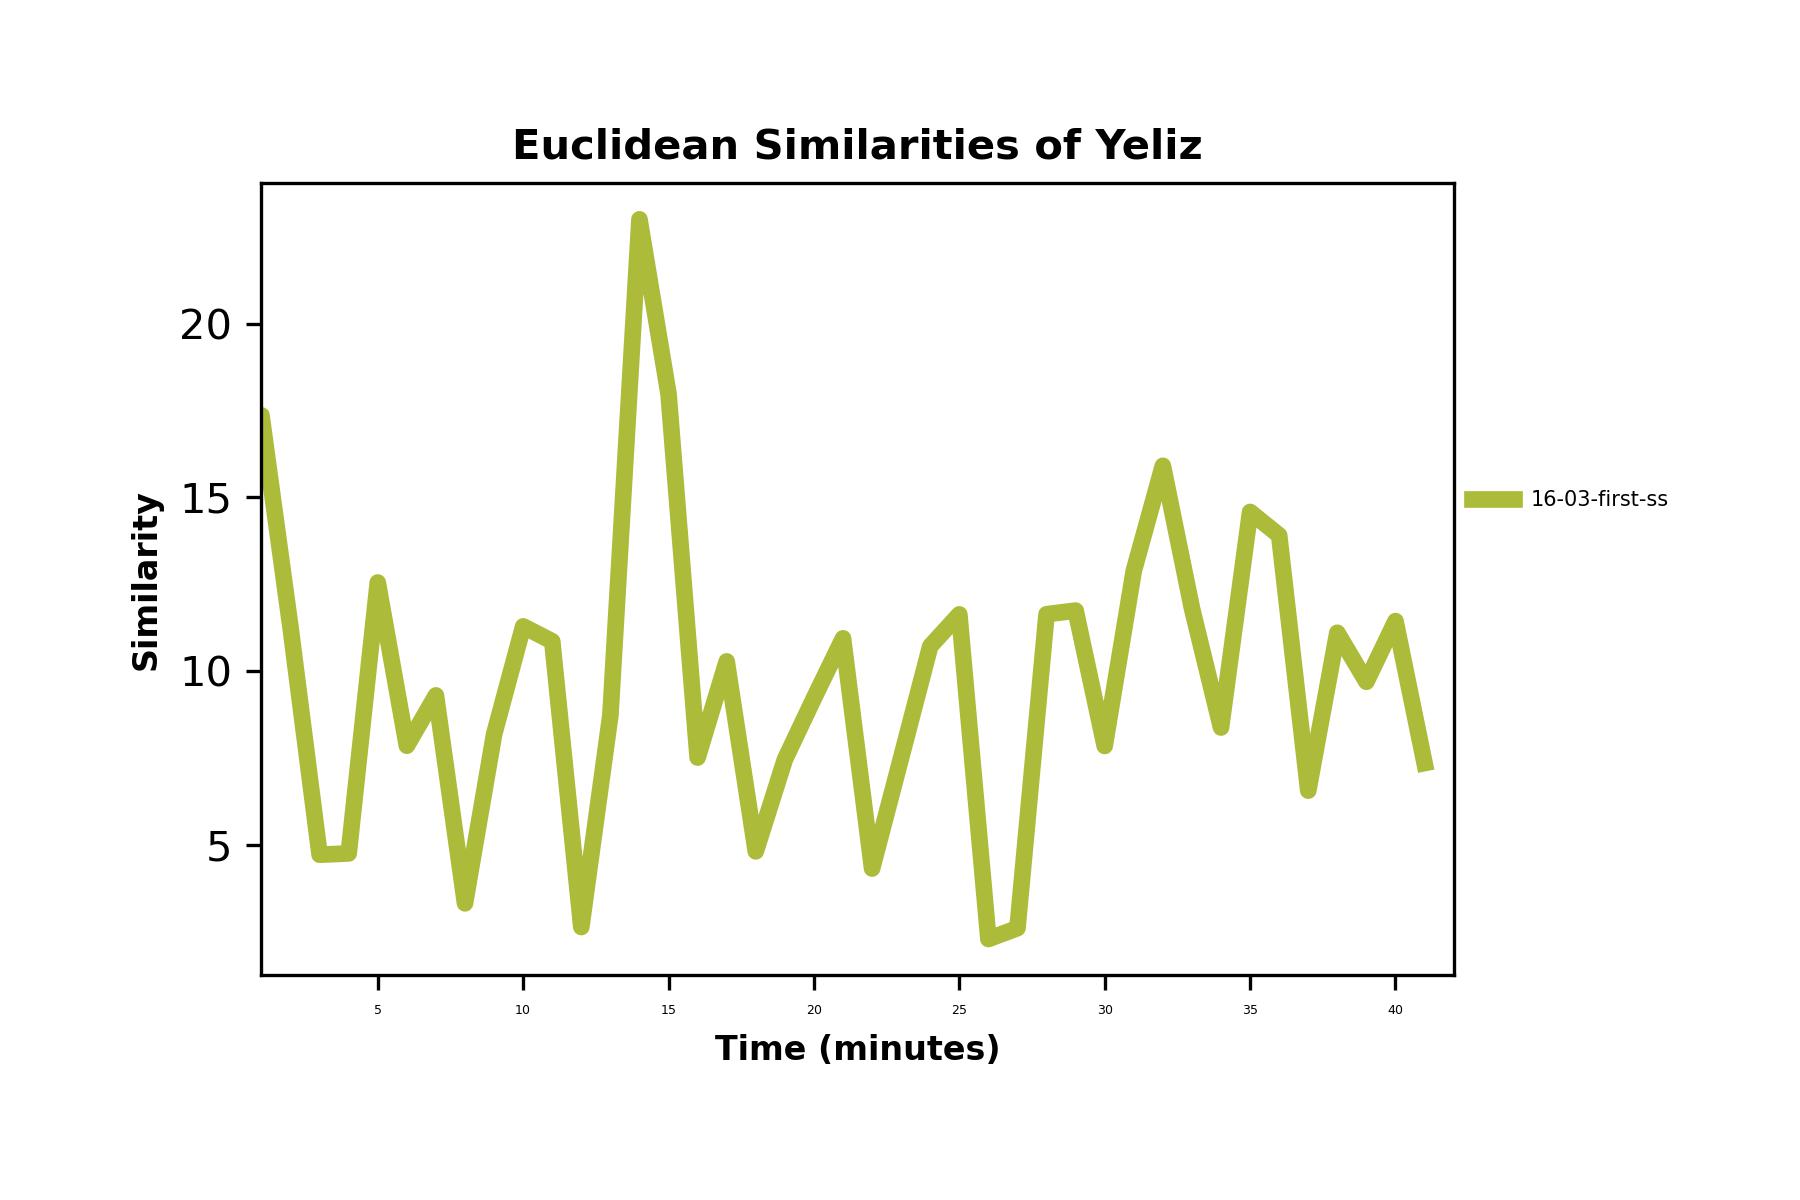 Euclidean Similarities of Yeliz
20
15
10
5
Similarity
16-03-first-ss
5 10 15 20 25 30 35 40
Time (minutes)